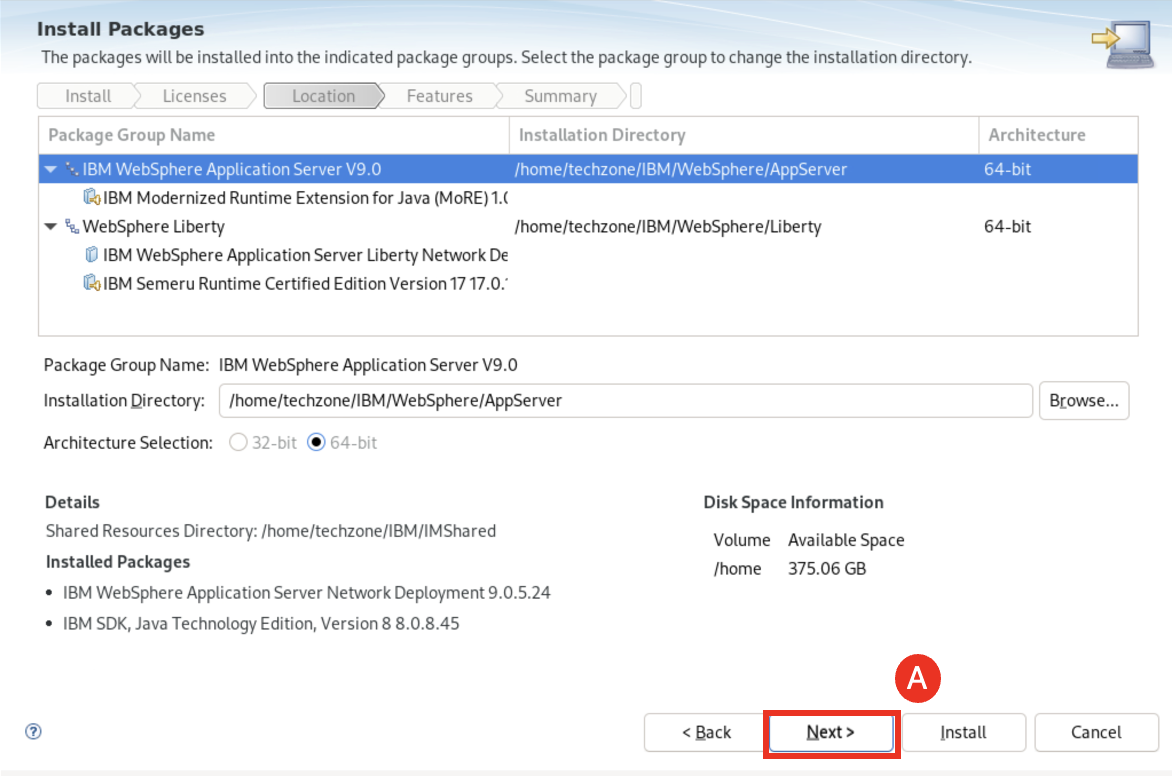 Install Packages
The packages will be installed into the indicated package groups. Select the package group to change the installation directory.
Install Licenses Location Features Summary
Package Group Name Installation Directory Architecture
IBM WebSphere Application Server V9.0 /home/techzone/IBM/WebSphere/AppServer 64-bit
IBM Modernized Runtime Extension for Java (MoRE) 1.0
WebSphere Liberty /home/techzone/IBM/WebSphere/Liberty 64-bit
IBM WebSphere Application Server Liberty Network De
IBM Semeru Runtime Certified Edition Version 17 17.0.
Package Group Name: IBM WebSphere Application Server V9.0
Installation Directory: /home/techzone/IBM/WebSphere/AppServer Browse...
Architecture Selection: 32-bit 64-bit
Details
Shared Resources Directory: /home/techzone/IBM/IMShared
Installed Packages
• IBM WebSphere Application Server Network Deployment 9.0.5.24
• IBM SDK, Java Technology Edition, Version 8 8.0.8.45
Disk Space Information
Volume Available Space
/home 375.06 GB
A
? < Back Next > Install Cancel